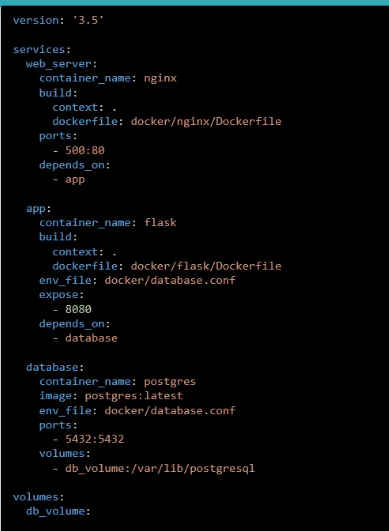 version: '3.5'

services:
  web_server:
    container_name: nginx
    build:
      context: .
      dockerfile: docker/nginx/Dockerfile
    ports:
      - 500:80
    depends_on:
      - app

  app:
    container_name: flask
    build:
      context: .
      dockerfile: docker/flask/Dockerfile
    env_file: docker/database.conf
    expose:
      - 8080
    depends_on:
      - database

  database:
    container_name: postgres
    image: postgres:latest
    env_file: docker/database.conf
    ports:
      - 5432:5432
    volumes:
      - db_volume:/var/lib/postgresql

volumes:
  db_volume: